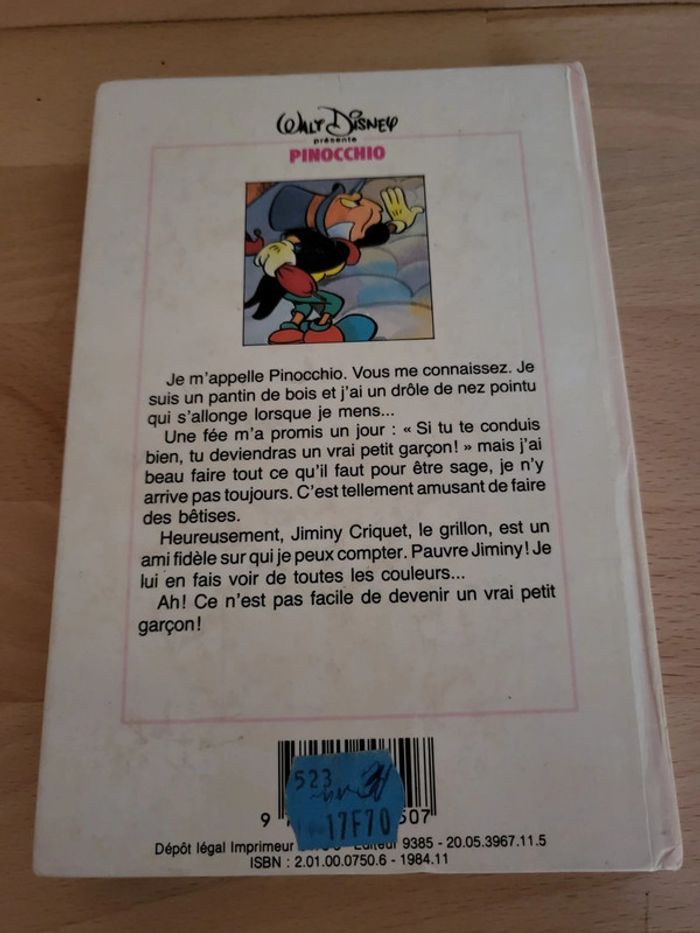 WALT DISNEY
présente
PINOCCHIO
Je m'appelle Pinocchio. Vous me connaissez. Je
suis un pantin de bois et j'ai un drôle de nez pointu
qui s'allonge lorsque je mens...
Une fée m'a promis un jour : « Si tu te conduis
bien, tu deviendras un vrai petit garçon! » mais j'ai
beau faire tout ce qu'il faut pour être sage, je n'y
arrive pas toujours. C'est tellement amusant de faire
des bêtises.
Heureusement, Jiminy Criquet, le grillon, est un
ami fidèle sur qui je peux compter. Pauvre Jiminy! Je
lui en fais voir de toutes les couleurs...
Ah! Ce n'est pas facile de devenir un vrai petit
garçon!
523
17F70
9 507
Dépôt légal Imprimeur Editeur 9385 - 20.05.3967.11.5
ISBN : 2.01.00.0750.6 - 1984.11